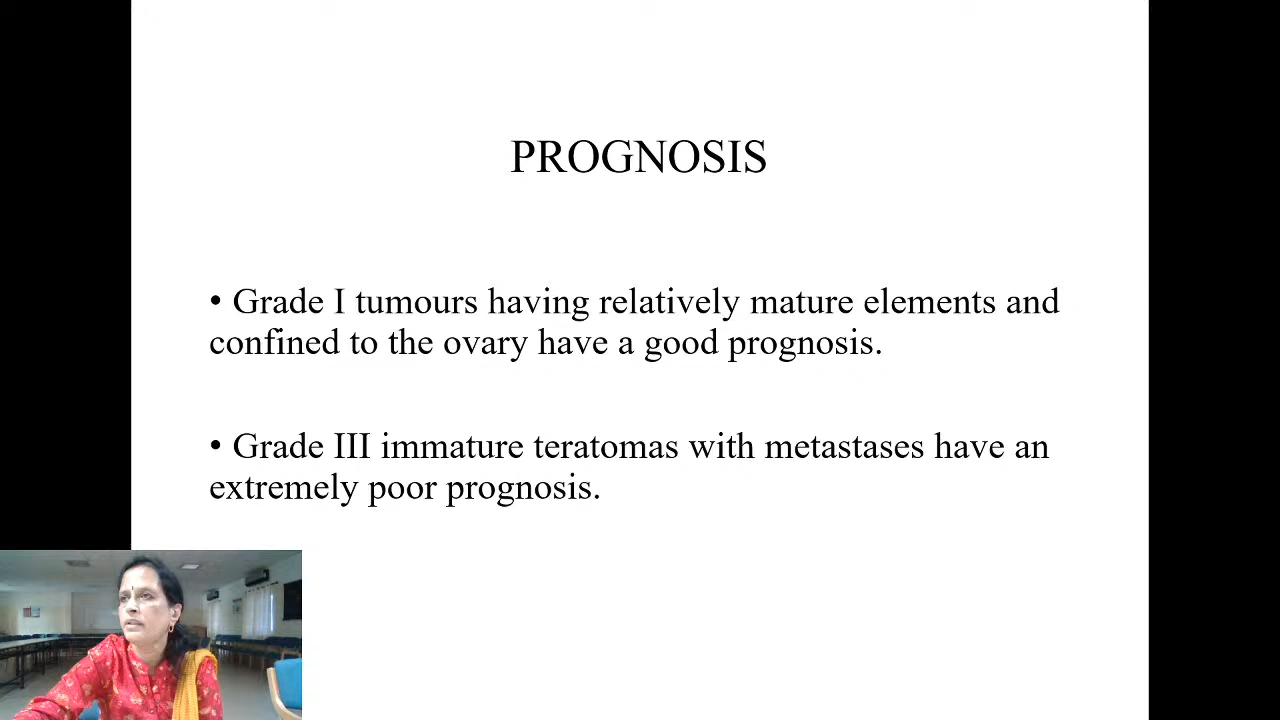 PROGNOSIS
• Grade I tumours having relatively mature elements and
confined to the ovary have a good prognosis.
• Grade III immature teratomas with metastases have an
extremely poor prognosis.